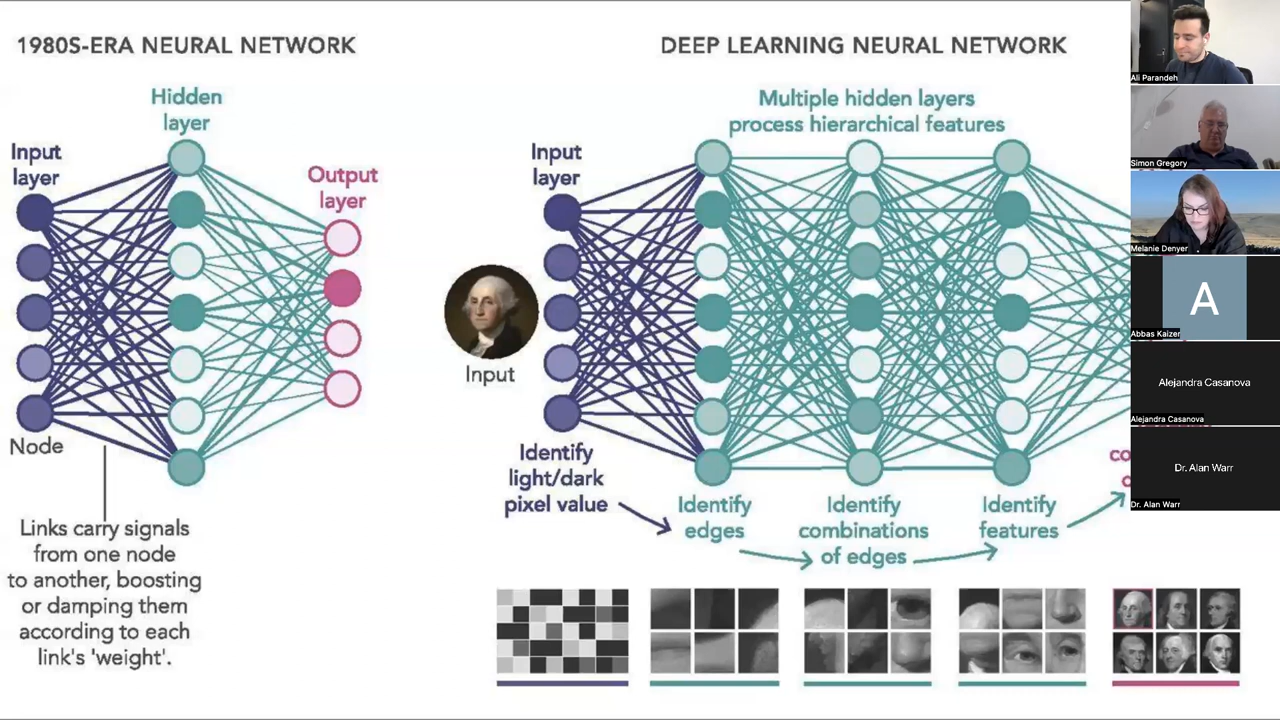 1980S-ERA NEURAL NETWORK
Hidden
layer
Input
layer
Output
layer
Node
Links carry signals
from one node
to another, boosting
or damping them
according to each
link's 'weight'.
DEEP LEARNING NEURAL NETWORK
Multiple hidden layers
process hierarchical features
Input
layer
Input
Identify
light/dark
pixel value
Identify
edges
Identify
combinations
of edges
Identify
features
Ali Parandeh
Simon Gregory
Melanie Denyer
A
Abbas Kaizer
Alejandra Casanova
Alejandra Casanova
Dr. Alan Warr
Dr. Alan Warr